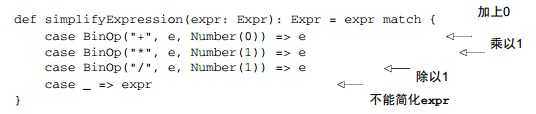 def simplifyExpression(expr: Expr): Expr = expr match {
加上0
case BinOp("+", e, Number(0)) => e
乘以1
case BinOp("*", e, Number(1)) => e
case BinOp("/", e, Number(1)) => e
除以1
case _ => expr
不能简化expr
}